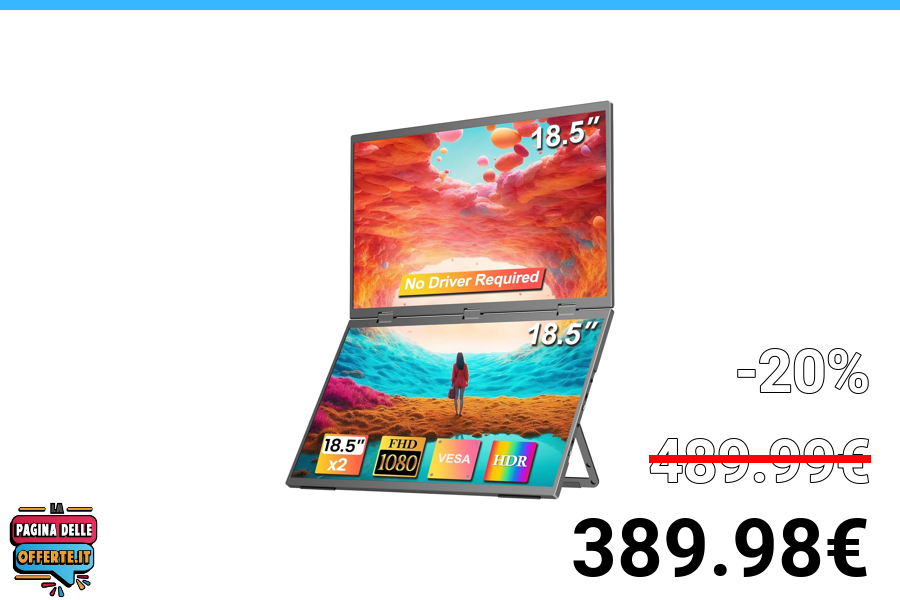 18.5"
No Driver Required
18.5"
18.5"
x2
FHD
1080
VESA
HDR
-20%
489.99€
389.98€
LA
PAGINA DELLE
OFFERTE.IT